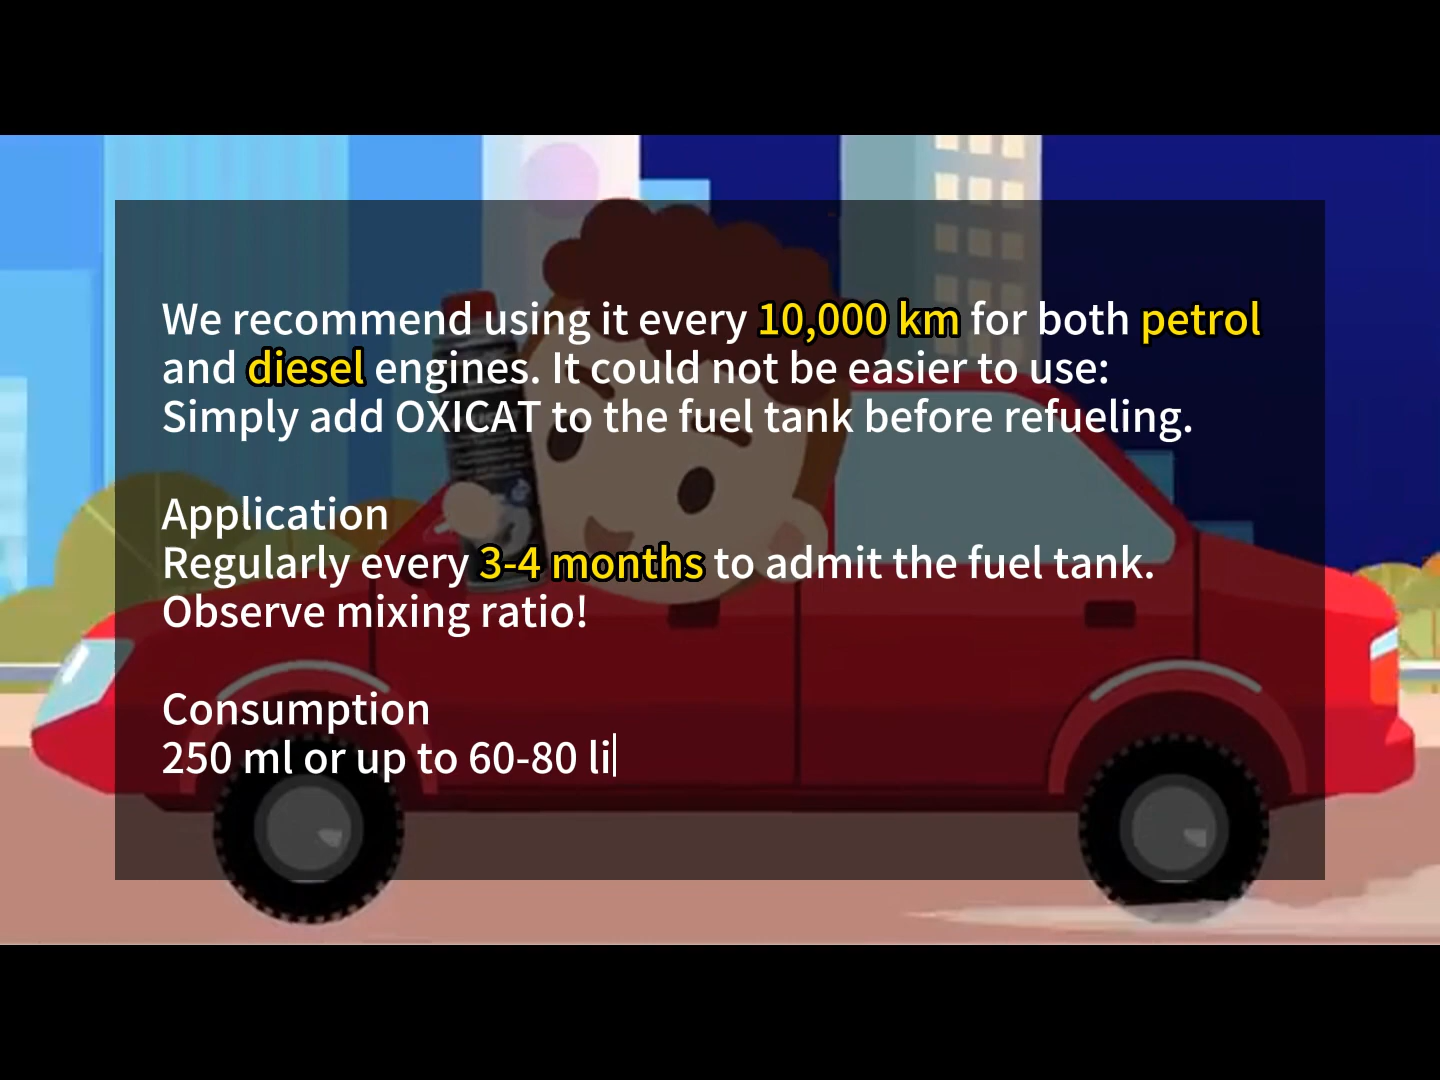 We recommend using it every 10,000 km for both petrol
and diesel engines. It could not be easier to use:
Simply add OXICAT to the fuel tank before refueling.
Application
Regularly every 3-4 months to admit the fuel tank.
Observe mixing ratio!
Consumption
250 ml or up to 60-80 li